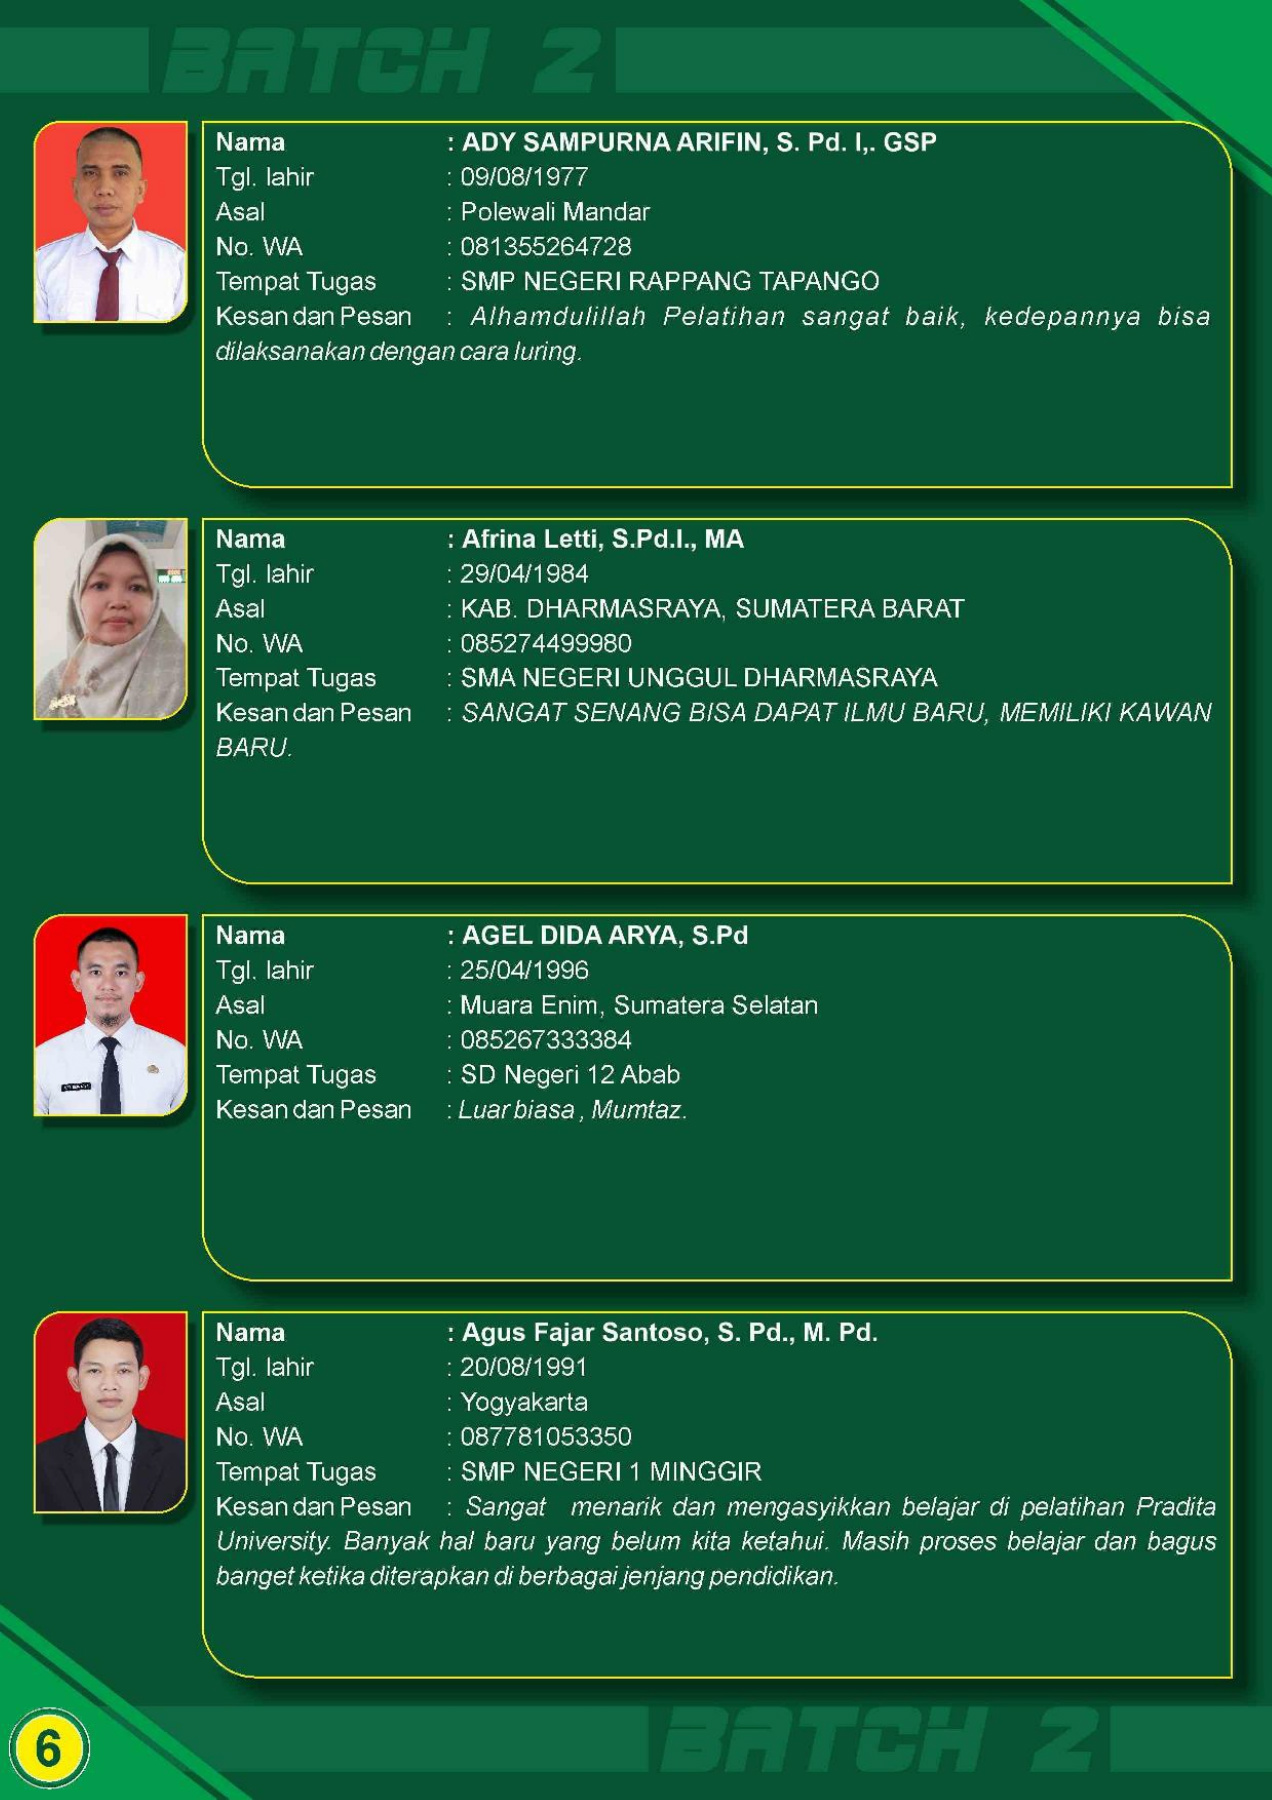 BATCH 2
Nama : ADY SAMPURNA ARIFIN, S. Pd. I,. GSP
Tgl. lahir : 09/08/1977
Asal : Polewali Mandar
No. WA : 081355264728
Tempat Tugas : SMP NEGERI RAPPANG TAPANGO
Kesan dan Pesan : Alhamdulillah Pelatihan sangat baik, kedepannya bisa
dilaksanakan dengan cara luring.
Nama : Afrina Letti, S.Pd.I., MA
Tgl. lahir : 29/04/1984
Asal : KAB. DHARMASRAYA, SUMATERA BARAT
No. WA : 085274499980
Tempat Tugas : SMA NEGERI UNGGUL DHARMASRAYA
Kesan dan Pesan : SANGAT SENANG BISA DAPAT ILMU BARU, MEMILIKI KAWAN
BARU.
Nama : AGEL DIDA ARYA, S.Pd
Tgl. lahir : 25/04/1996
Asal : Muara Enim, Sumatera Selatan
No. WA : 085267333384
Tempat Tugas : SD Negeri 12 Abab
Kesan dan Pesan : Luar biasa , Mumtaz.
Nama : Agus Fajar Santoso, S. Pd., M. Pd.
Tgl. lahir : 20/08/1991
Asal : Yogyakarta
No. WA : 087781053350
Tempat Tugas : SMP NEGERI 1 MINGGIR
Kesan dan Pesan : Sangat menarik dan mengasyikkan belajar di pelatihan Pradita
University. Banyak hal baru yang belum kita ketahui. Masih proses belajar dan bagus
banget ketika diterapkan di berbagai jenjang pendidikan.
6
BATCH 2